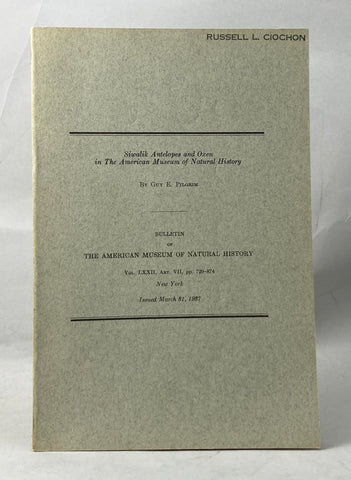 RUSSELL L. CIOCHON
Siwalik Antelopes and Oxen
in The American Museum of Natural History
BY GUY E. PILGRIM
BULLETIN
OF
THE AMERICAN MUSEUM OF NATURAL HISTORY
VOL. LXXII, ART. VII, pp. 729-874
New York
Issued March 31, 1937